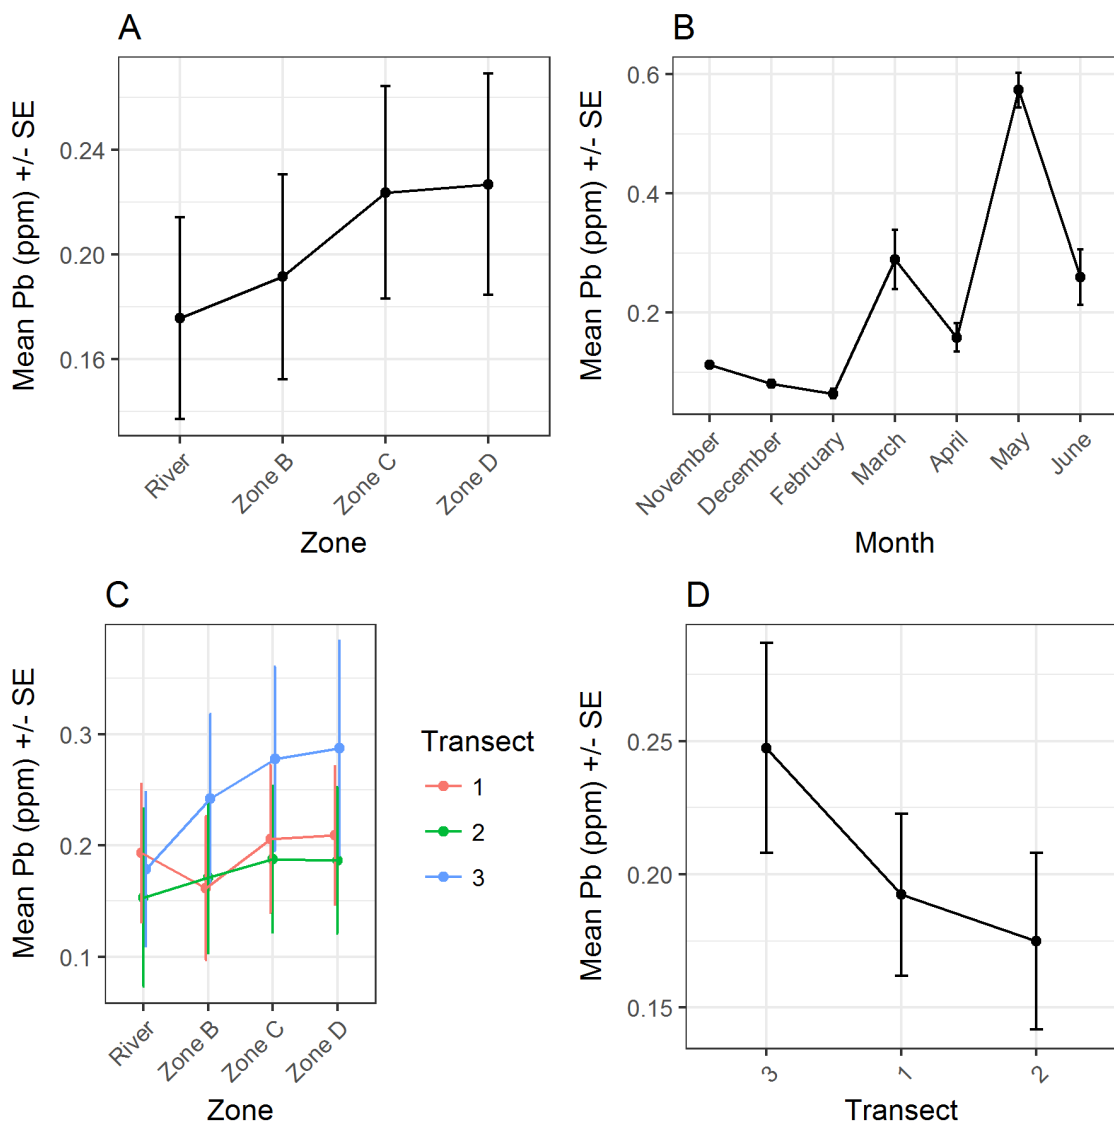 A
Mean Pb (ppm) +/- SE
0.24
0.20
0.16
River
Zone B
Zone C
Zone D
Zone
B
Mean Pb (ppm) +/- SE
0.6
0.4
0.2
November
December
February
March
April
May
June
Month
C
Mean Pb (ppm) +/- SE
0.3
0.2
0.1
River
Zone B
Zone C
Zone D
Zone
Transect
1
2
3
D
Mean Pb (ppm) +/- SE
0.25
0.20
0.15
3
1
2
Transect